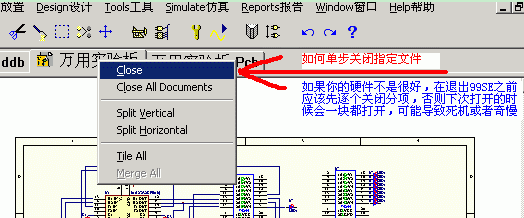 放置 Design设计 Tools工具 Simulate仿真 Reports报告 Window窗口 Help帮助
ddb 万用实验板 万用实验板 Pcb
如何单步关闭指定文件
Close
Close All Documents
Split Vertical
Split Horizontal
Tile All
Merge All
如果你的硬件不是很好，在退出99SE之前
应该先逐个关闭分项，否则下次打开的时
候会一块都打开，可能导致死机或者奇慢